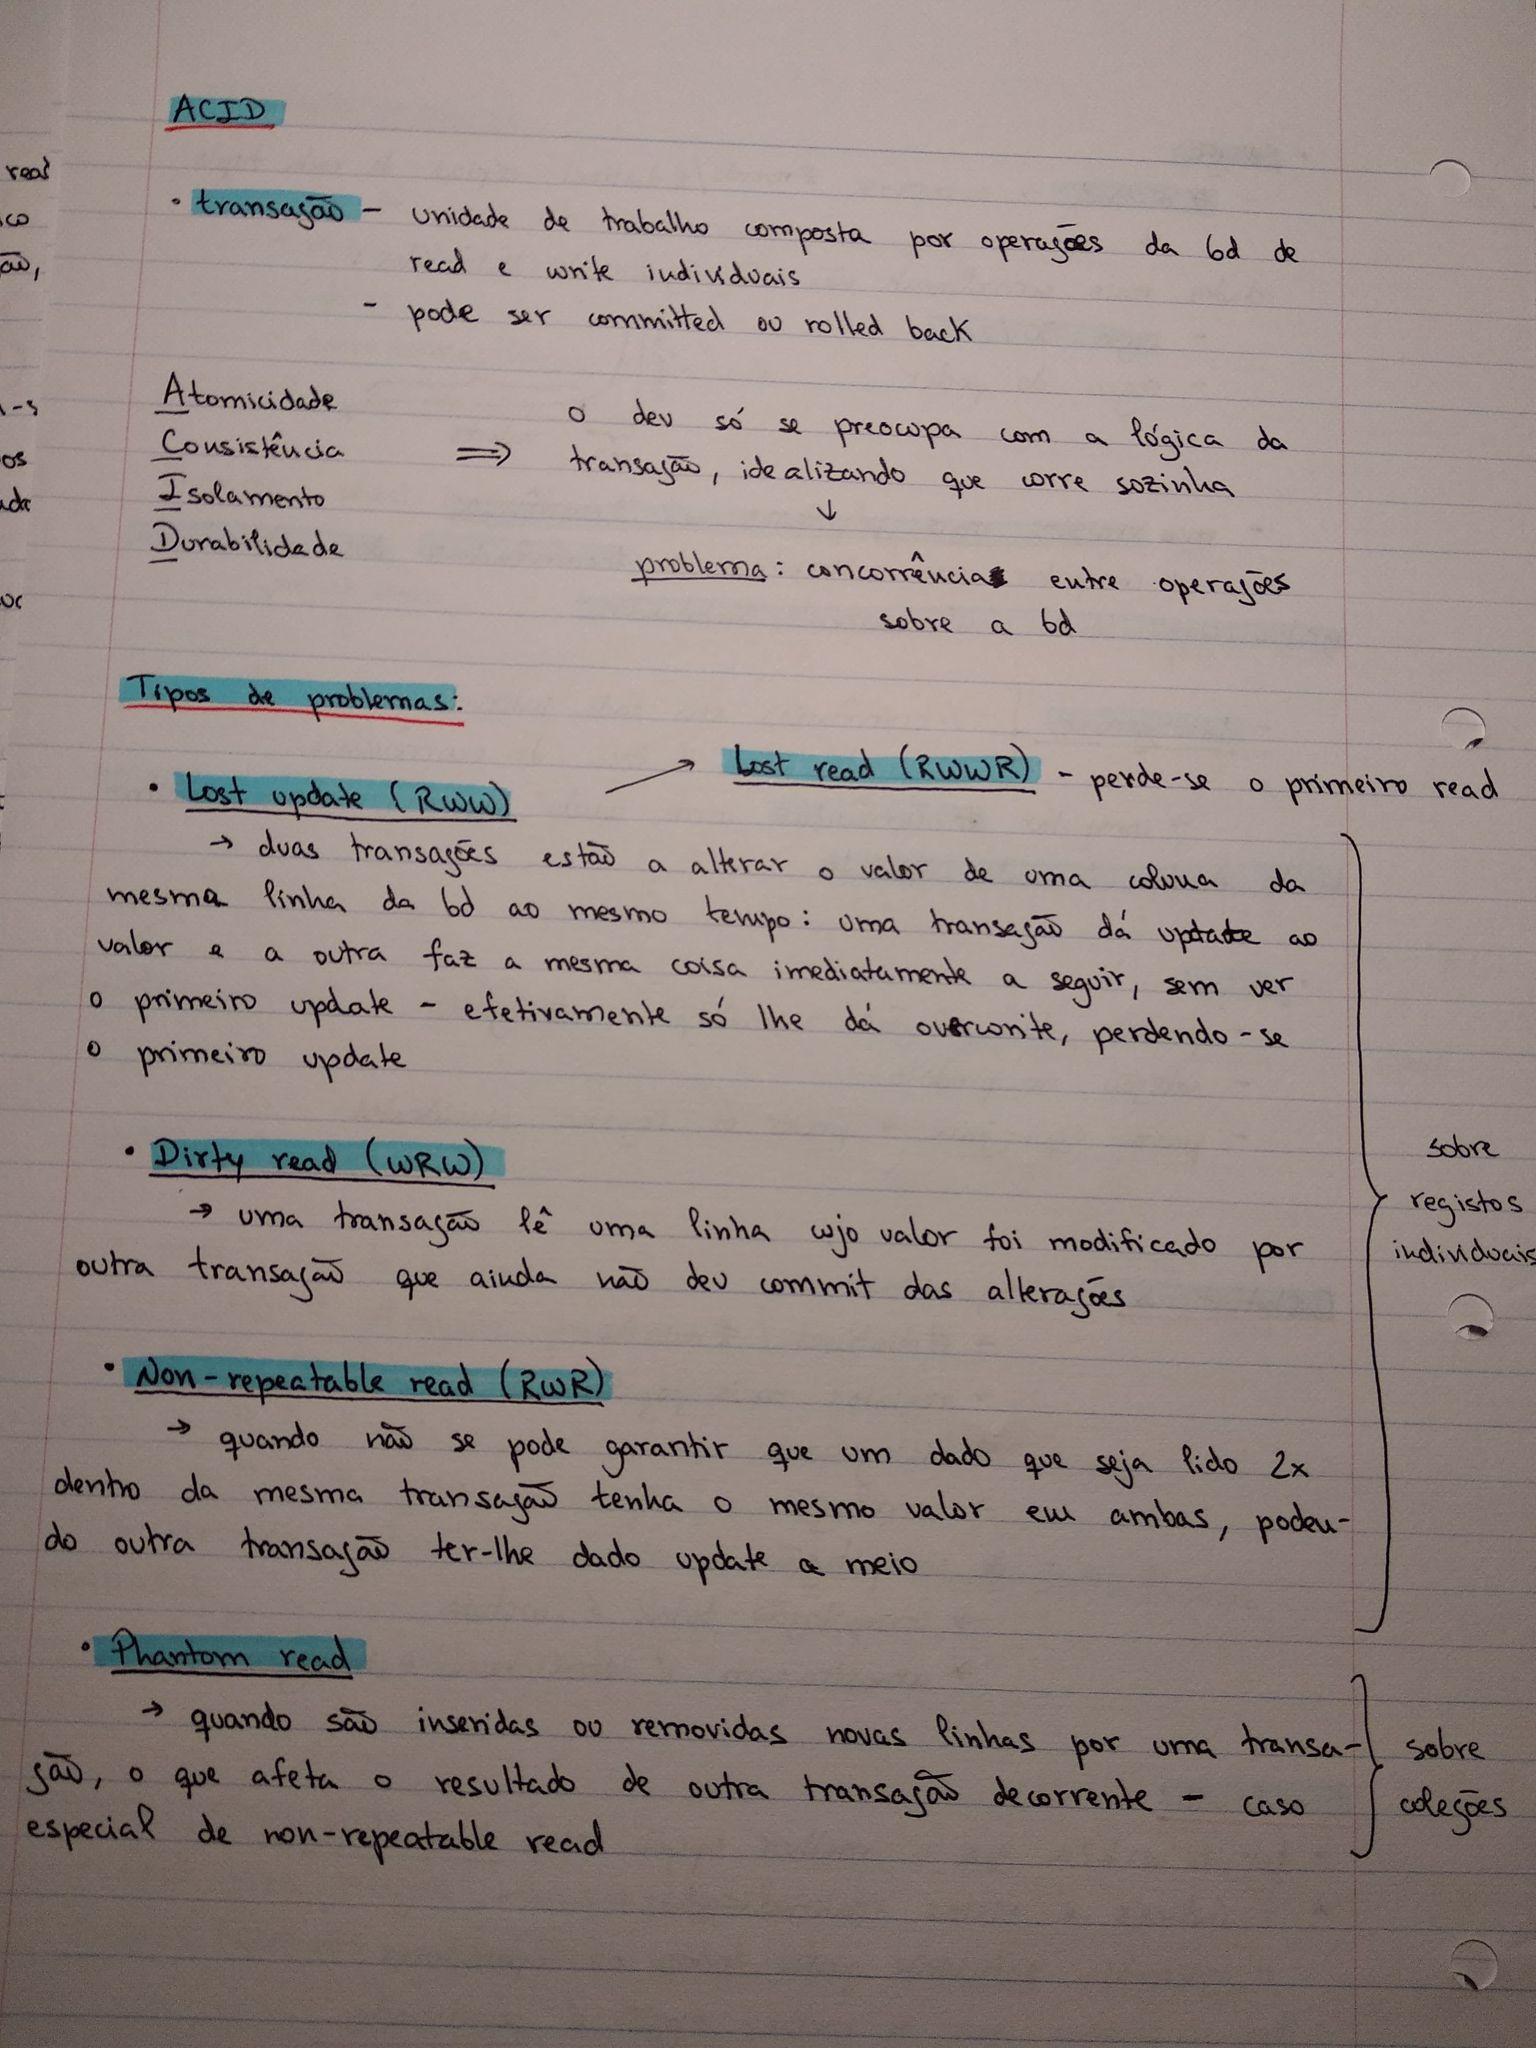 ACID
• transação - unidade de trabalho composta por operações da bd de
read e write individuais
- pode ser committed ou rolled back
Atomicidade
Consistência
Isolamento
Durabilidade
⇒
o dev só se preocupa com a lógica da
transação, idealizando que corre sozinha
↓
problema: concorrência entre operações
sobre a bd
Tipos de problemas:
• Lost update (RWW) → Lost read (RWWR) - perde-se o primeiro read
→ duas transações estão a alterar o valor de uma coluna da
mesma linha da bd ao mesmo tempo: uma transação dá update ao
valor e a outra faz a mesma coisa imediatamente a seguir, sem ver
o primeiro update - efetivamente só lhe dá overwrite, perdendo-se
o primeiro update
• Dirty read (WRW)
→ uma transação lê uma linha cujo valor foi modificado por
outra transação que ainda não deu commit das alterações
• Non-repeatable read (RWR)
→ quando não se pode garantir que um dado que seja lido 2x
dentro da mesma transação tenha o mesmo valor em ambas, poden-
do outra transação ter-lhe dado update a meio
sobre
registos
individuais
• Phantom read
→ quando são inseridas ou removidas novas linhas por uma transa-
ção, o que afeta o resultado de outra transação decorrente - caso
especial de non-repeatable read
sobre
coleções